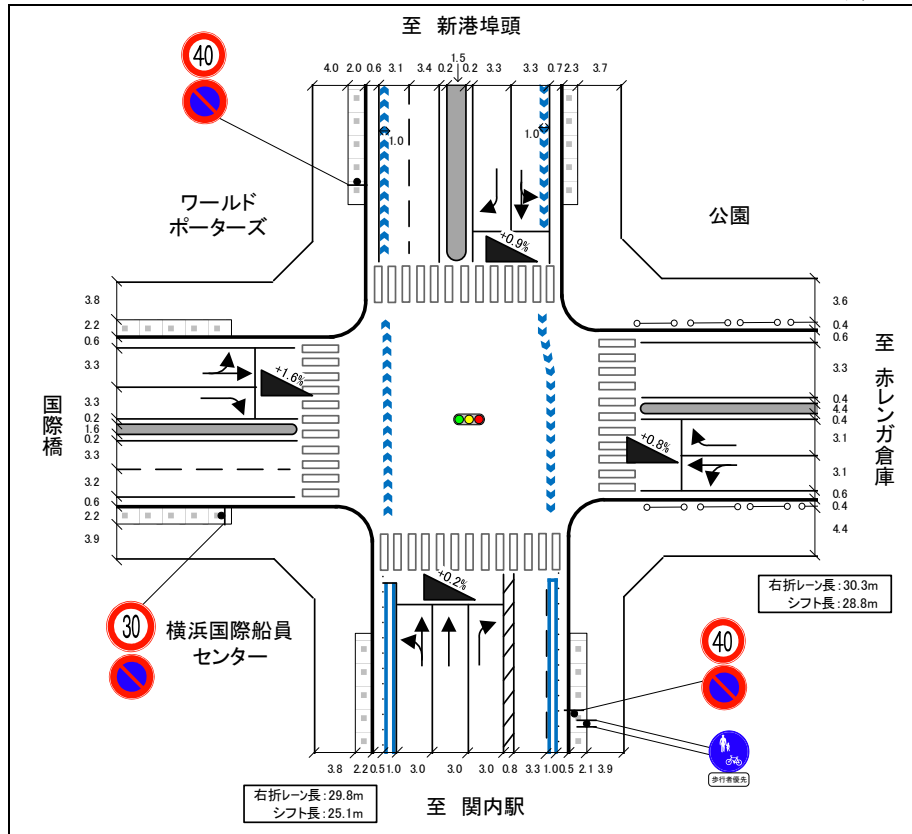 至 新港埠頭
40
1.5
4.0 2.0 0.6 3.1 3.4 0.2 0.2 3.3 3.3 0.7 2.3 3.7
1.0
1.0
ワールド
ポーターズ
公園
+0.9%
3.8
2.2
0.6
3.3
3.3
0.2
1.6
0.2
3.3
3.2
0.6
2.2
3.9
国際橋
+1.6%
+0.8%
3.6
0.4
0.6
3.3
0.4
4.4
0.4
3.1
3.1
0.6
0.4
4.4
至 赤レンガ倉庫
+0.2%
右折レーン長:30.3m
シフト長:28.8m
30
横浜国際船員
センター
40
歩行者優先
3.8 2.2 0.5 1.0 3.0 3.0 3.0 0.8 3.3 1.0 0.5 2.1 3.9
右折レーン長:29.8m
シフト長:25.1m
至 関内駅